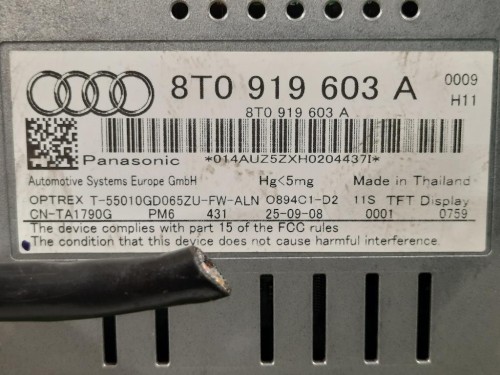 8T0 919 603 A 0009
H11
8T0 919 603 A
Panasonic *014AUZ5ZXH0204437I*
Automotive Systems Europe GmbH Hg<5mg Made in Thailand
OPTREX T-55010GD065ZU-FW-ALN O894C1-D2 11S TFT Display
CN-TA1790G PM6 431 25-09-08 0001 0759
The device complies with part 15 of the FCC rules
The condition that this device does not cause harmful interference.